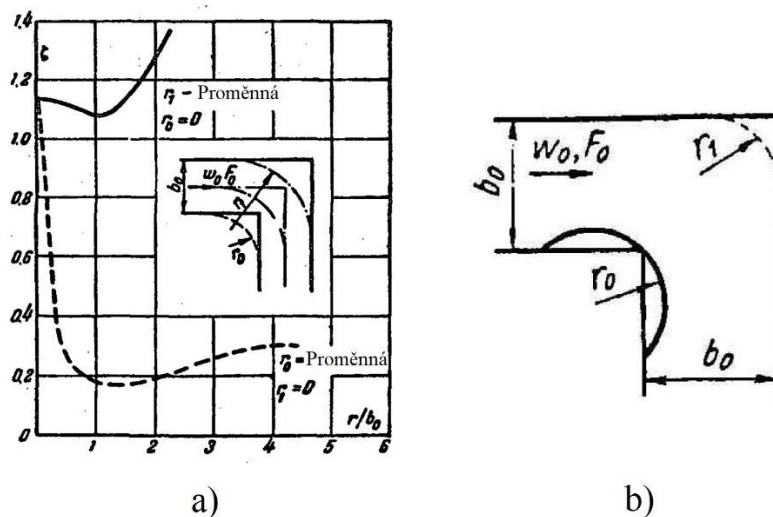 1,4
ζ
1,2
1,0
0,8
0,6
0,4
0,2
0
1
2
3
4
5
6
r/b₀
r₁ – Proměnná
r₀ = 0
w₀ F₀
b₀
r₁
r₀
r₀ = Proměnná
r₁ = 0
a)
w₀, F₀
b₀
r₁
r₀
b₀
b)